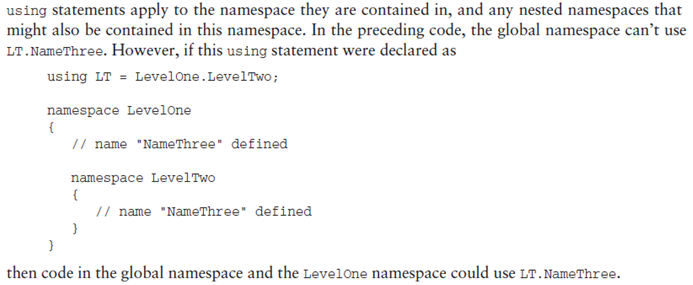 using statements apply to the namespace they are contained in, and any nested namespaces that
might also be contained in this namespace. In the preceding code, the global namespace can't use
LT.NameThree. However, if this using statement were declared as
using LT = LevelOne.LevelTwo;
namespace LevelOne
{
// name "NameThree" defined
namespace LevelTwo
{
// name "NameThree" defined
}
}
then code in the global namespace and the LevelOne namespace could use LT.NameThree.